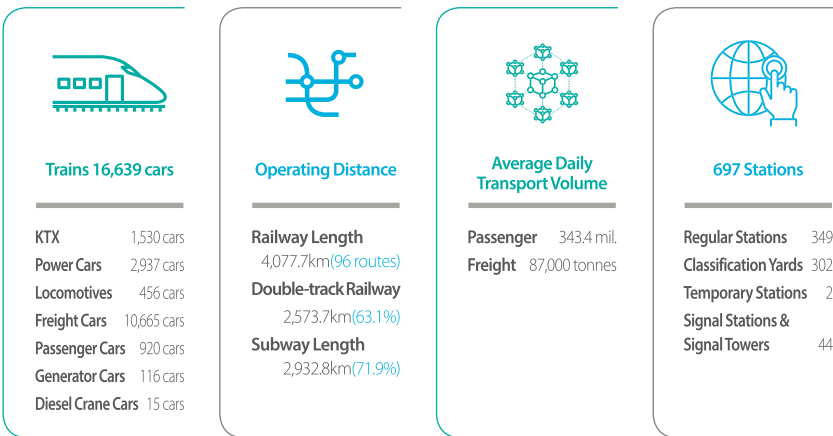 Trains 16,639 cars
KTX 1,530 cars
Power Cars 2,937 cars
Locomotives 456 cars
Freight Cars 10,665 cars
Passenger Cars 920 cars
Generator Cars 116 cars
Diesel Crane Cars 15 cars
Operating Distance
Railway Length
4,077.7km(96 routes)
Double-track Railway
2,573.7km(63.1%)
Subway Length
2,932.8km(71.9%)
Average Daily
Transport Volume
Passenger 343.4 mil.
Freight 87,000 tonnes
697 Stations
Regular Stations 349
Classification Yards 302
Temporary Stations 2
Signal Stations &
Signal Towers 44